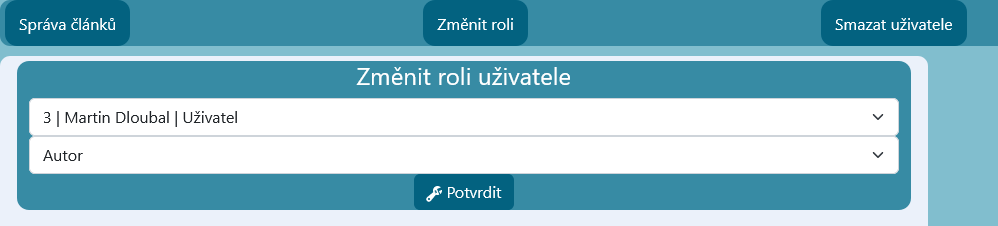 Správa článků
Změnit roli
Smazat uživatele
Změnit roli uživatele
3 | Martin Dloubal | Uživatel
Autor
Potvrdit